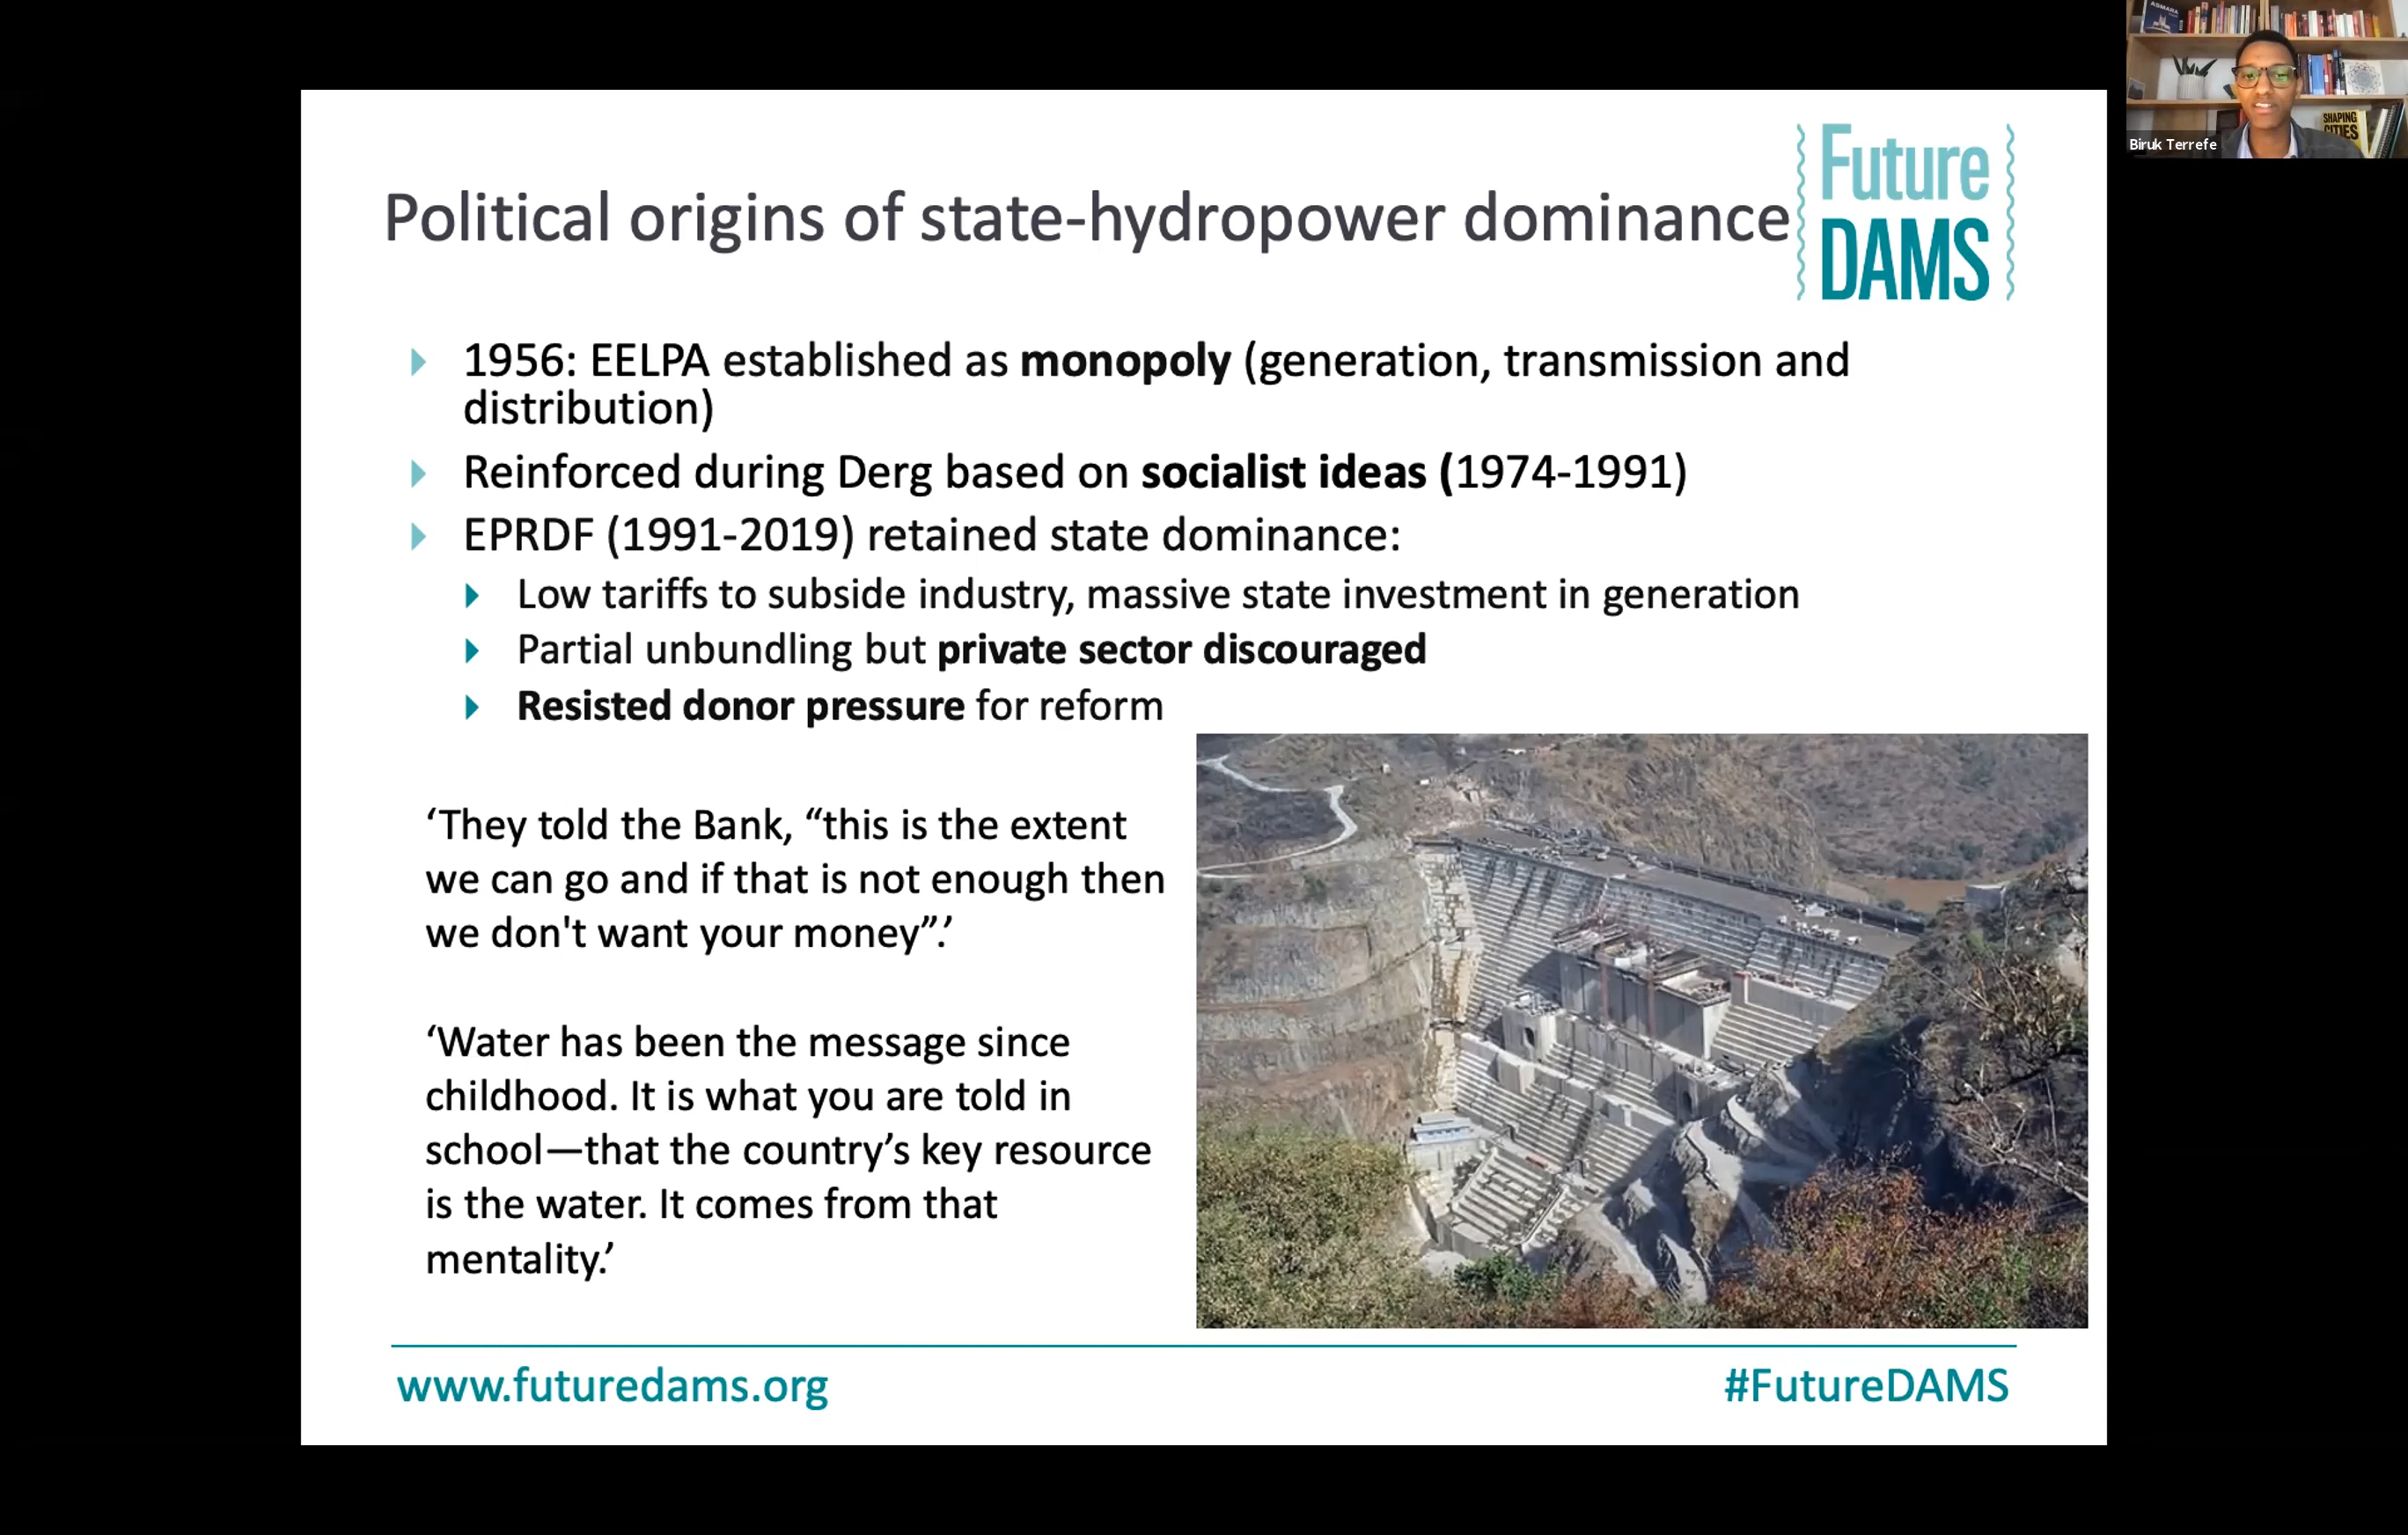 ASMARA
SHAPING
CITIES
Biruk Terrefe
Political origins of state-hydropower dominance
Future
DAMS
1956: EELPA established as monopoly (generation, transmission and
distribution)
Reinforced during Derg based on socialist ideas (1974-1991)
EPRDF (1991-2019) retained state dominance:
Low tariffs to subside industry, massive state investment in generation
Partial unbundling but private sector discouraged
Resisted donor pressure for reform
‘They told the Bank, “this is the extent
we can go and if that is not enough then
we don't want your money”.’
‘Water has been the message since
childhood. It is what you are told in
school—that the country’s key resource
is the water. It comes from that
mentality.’
www.futuredams.org
#FutureDAMS